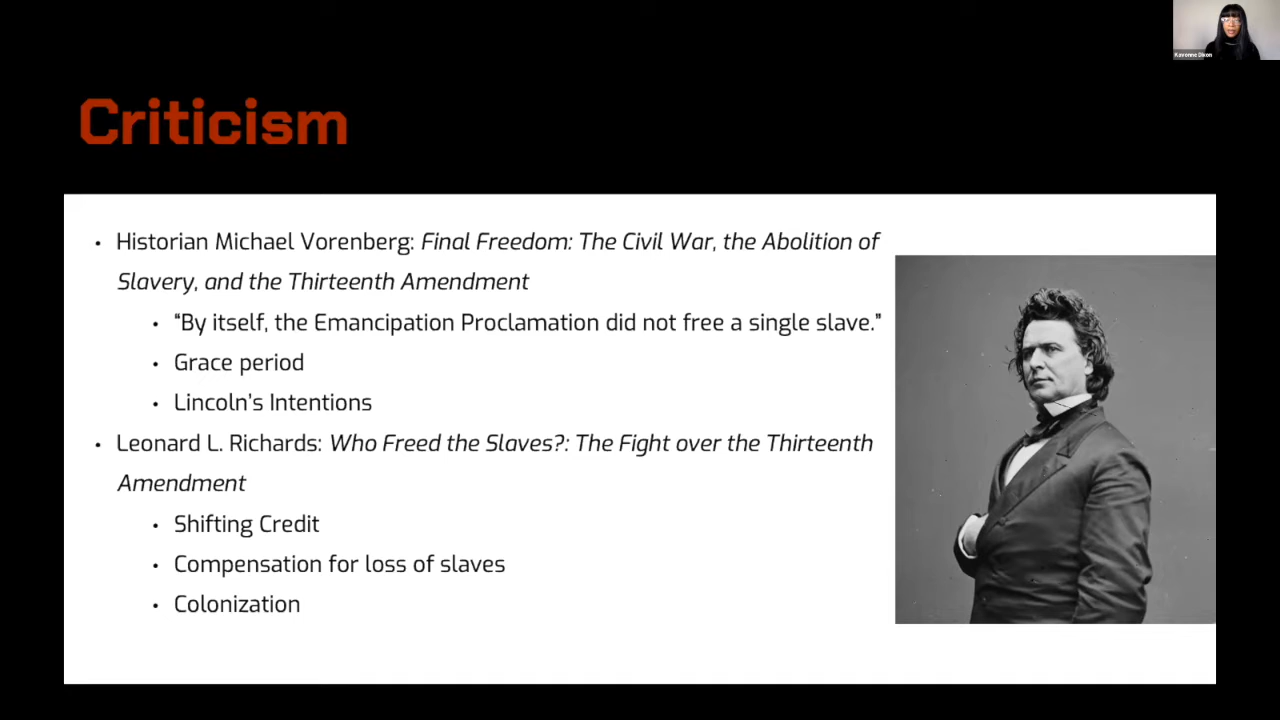 Kavonne Dixon
Criticism
• Historian Michael Vorenberg: Final Freedom: The Civil War, the Abolition of
Slavery, and the Thirteenth Amendment
• “By itself, the Emancipation Proclamation did not free a single slave.”
• Grace period
• Lincoln’s Intentions
• Leonard L. Richards: Who Freed the Slaves?: The Fight over the Thirteenth
Amendment
• Shifting Credit
• Compensation for loss of slaves
• Colonization